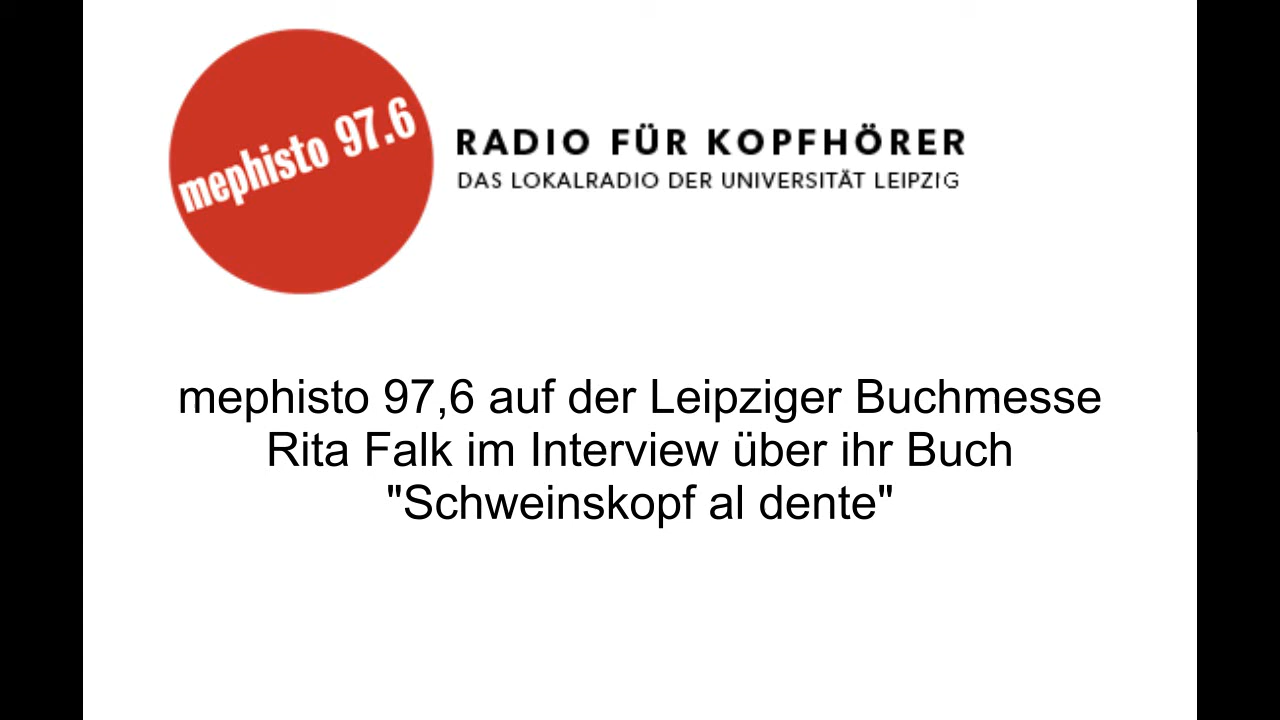 mephisto 97.6
RADIO FÜR KOPFHÖRER
DAS LOKALRADIO DER UNIVERSITÄT LEIPZIG
mephisto 97,6 auf der Leipziger Buchmesse
Rita Falk im Interview über ihr Buch
"Schweinskopf al dente"